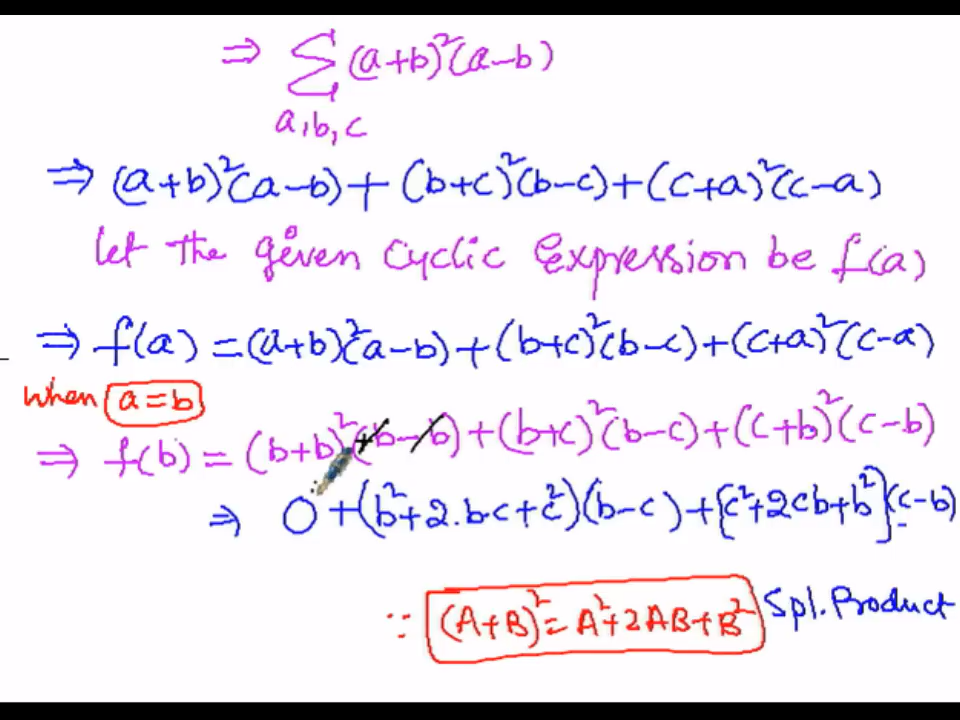 ⇒ ∑ (a+b)²(a-b)
a,b,c
⇒ (a+b)²(a-b)+(b+c)²(b-c)+(c+a)²(c-a)
let the given cyclic Expression be f(a)
⇒ f(a) = (a+b)²(a-b)+(b+c)²(b-c)+(c+a)²(c-a)
when a=b
⇒ f(b) = (b+b)²(b-b)+(b+c)²(b-c)+(c+b)²(c-b)
⇒ 0+(b²+2.bc+c²)(b-c)+[c²+2cb+b²](c-b)
∵ (A+B)²=A²+2AB+B² Spl. Product